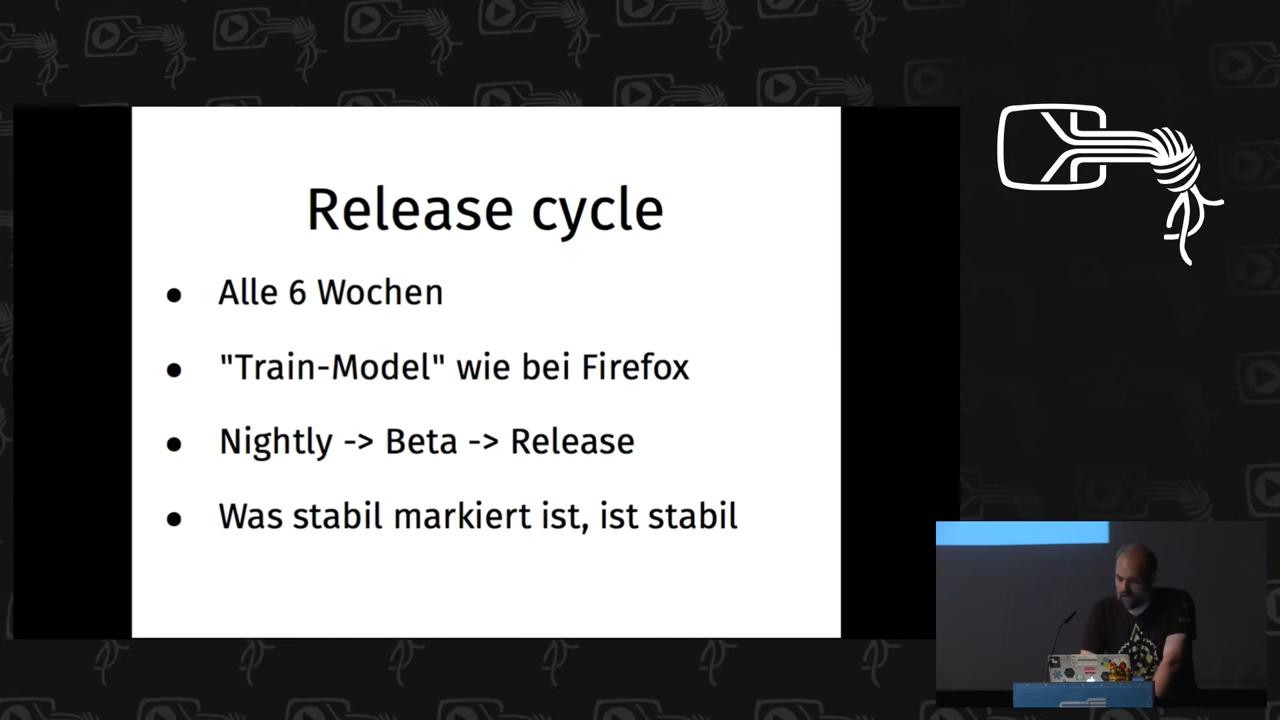 Release cycle
● Alle 6 Wochen
● "Train-Model" wie bei Firefox
● Nightly -> Beta -> Release
● Was stabil markiert ist, ist stabil